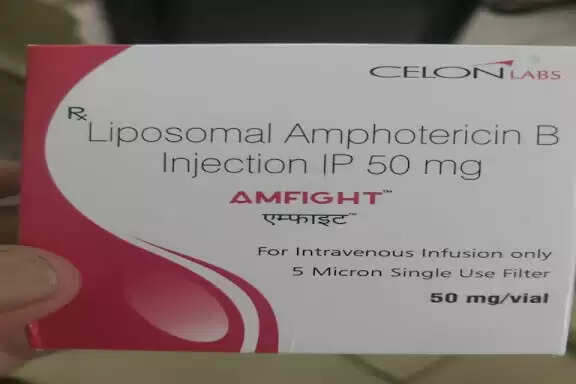 CELON LABS
Rx
Liposomal Amphotericin B
Injection IP 50 mg
AMFIGHT™
एम्फाइट™
For Intravenous Infusion only
5 Micron Single Use Filter
50 mg/vial